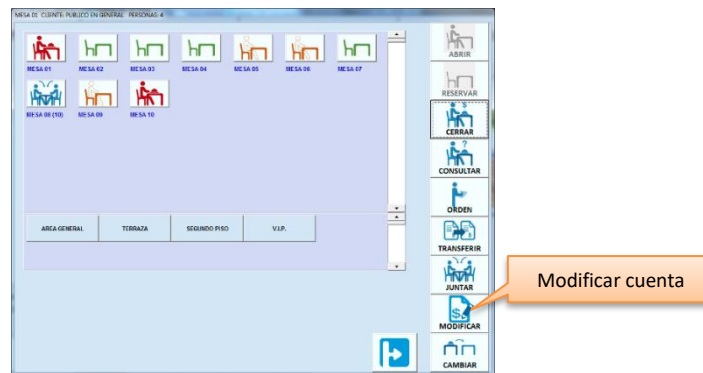 MESA 01 CLIENTE: PUBLICO EN GENERAL PERSONAS: 4
MESA 01 MESA 02 MESA 03 MESA 04 MESA 05 MESA 06 MESA 07
MESA 08 (10) MESA 09 MESA 10
AREA GENERAL TERRAZA SEGUNDO PISO V.I.P.
ABRIR
RESERVAR
CERRAR
CONSULTAR
ORDEN
TRANSFERIR
JUNTAR
MODIFICAR
CAMBIAR
Modificar cuenta